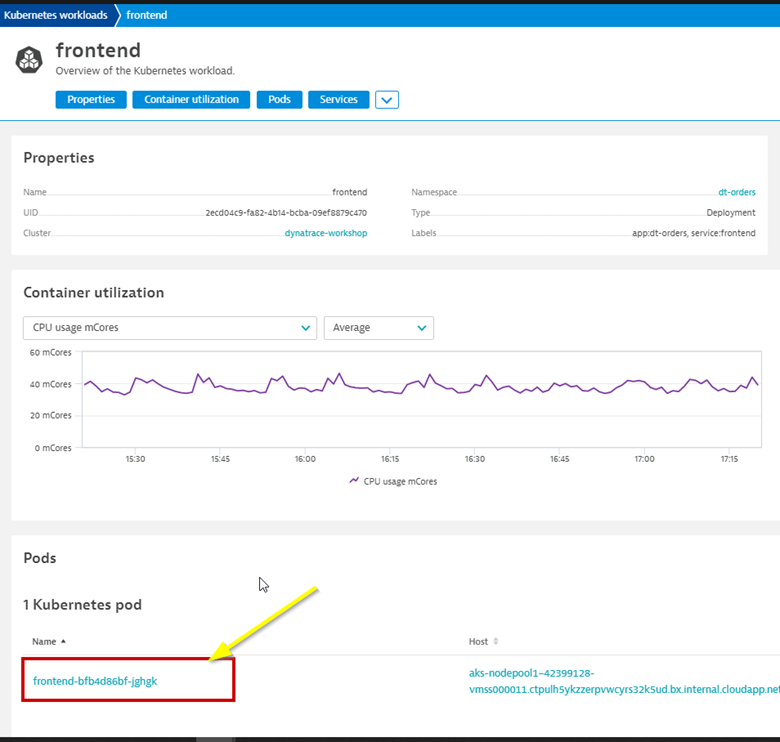 Kubernetes workloads frontend
frontend
Overview of the Kubernetes workload.
Properties Container utilization Pods Services
Properties
Name frontend Namespace dt-orders
UID 2ecd04c9-fa82-4b14-bcba-09ef8879c470 Type Deployment
Cluster dynatrace-workshop Labels app:dt-orders, service:frontend
Container utilization
CPU usage mCores Average
60 mCores
40 mCores
20 mCores
0 mCores
15:30 15:45 16:00 16:15 16:30 16:45 17:00 17:15
CPU usage mCores
Pods
1 Kubernetes pod
Name Host
frontend-bfb4d86bf-jghgk aks-nodepool1-42399128-
vmss000011.ctpulh5ykzzerpvwcyrs32k5ud.bx.internal.cloudapp.net